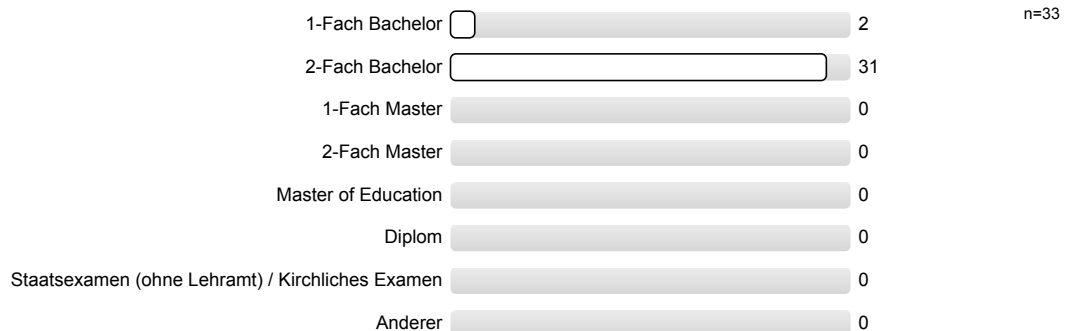 1-Fach Bachelor 2 n=33
2-Fach Bachelor 31
1-Fach Master 0
2-Fach Master 0
Master of Education 0
Diplom 0
Staatsexamen (ohne Lehramt) / Kirchliches Examen 0
Anderer 0